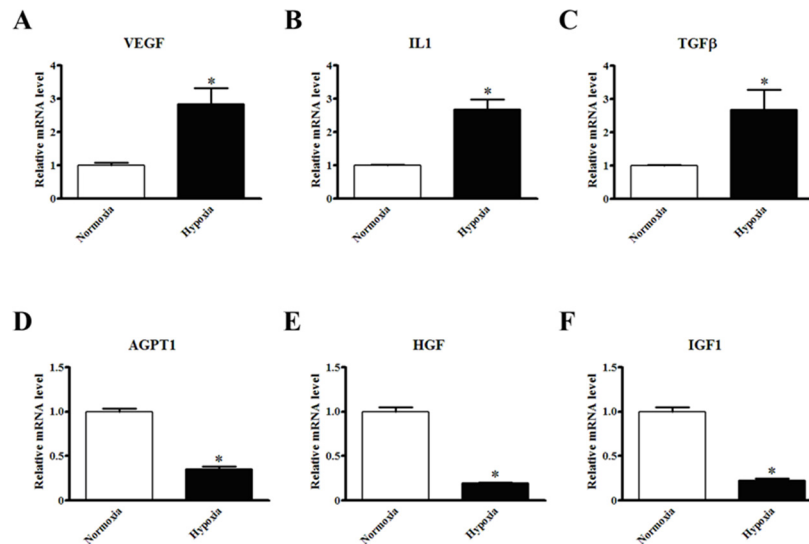 A
VEGF
Relative mRNA level
4
3
2
1
0
*
Normoxia
Hypoxia
B
IL1
Relative mRNA level
4
3
2
1
0
*
Normoxia
Hypoxia
C
TGFβ
Relative mRNA level
4
3
2
1
0
*
Normoxia
Hypoxia
D
AGPT1
Relative mRNA level
1.5
1.0
0.5
0
*
Normoxia
Hypoxia
E
HGF
Relative mRNA level
1.5
1.0
0.5
0
*
Normoxia
Hypoxia
F
IGF1
Relative mRNA level
1.5
1.0
0.5
0
*
Normoxia
Hypoxia